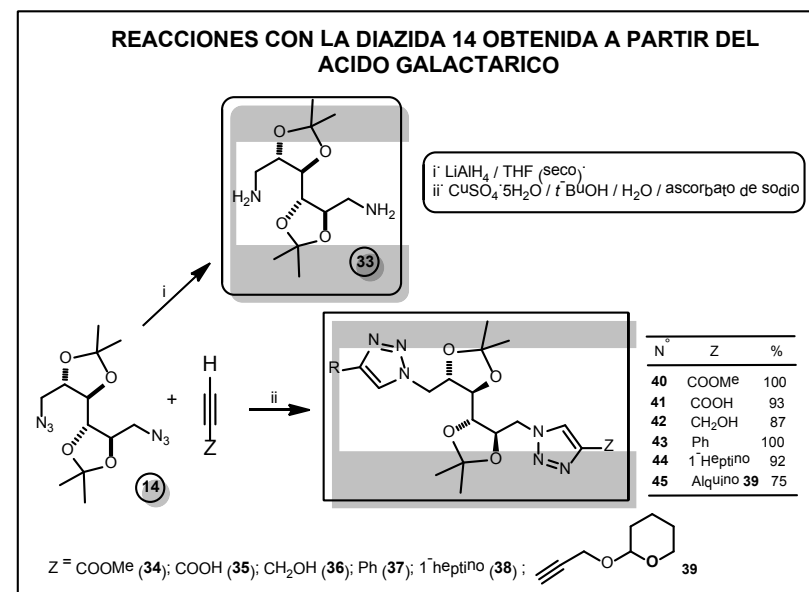 REACCIONES CON LA DIAZIDA 14 OBTENIDA A PARTIR DEL
ACIDO GALACTARICO
O
O
H2N
O
NH2
O
33
i· LiAlH4 / THF (seco)·
ii· CuSO4·5H2O / t-BuOH / H2O / ascorbato de sodio
i
O
O
N3
O
N3
O
14
+
H
Z
ii
N
N
N
R
O
O
O
O
N
N
N
Z
N° Z %
40 COOMe 100
41 COOH 93
42 CH2OH 87
43 Ph 100
44 1-Heptino 92
45 Alquino 39 75
Z = COOMe (34); COOH (35); CH2OH (36); Ph (37); 1-heptino (38) ;
O
O
39